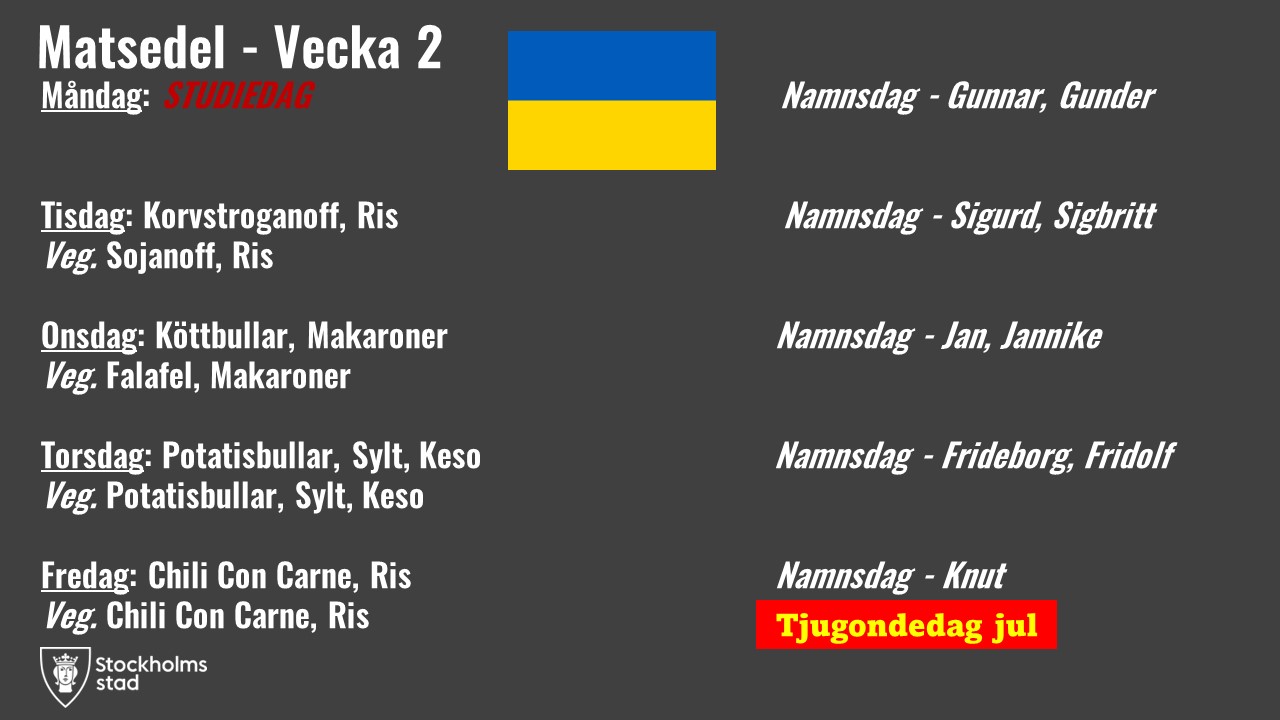 Matsedel - Vecka 2
Måndag: STUDIEDAG
Namnsdag - Gunnar, Gunder
Tisdag: Korvstroganoff, Ris
Namnsdag - Sigurd, Sigbritt
Veg. Sojanoff, Ris
Onsdag: Köttbullar, Makaroner
Namnsdag - Jan, Jannike
Veg. Falafel, Makaroner
Torsdag: Potatisbullar, Sylt, Keso
Namnsdag - Frideborg, Fridolf
Veg. Potatisbullar, Sylt, Keso
Fredag: Chili Con Carne, Ris
Namnsdag - Knut
Veg. Chili Con Carne, Ris
Tjugondedag jul
Stockholms
stad